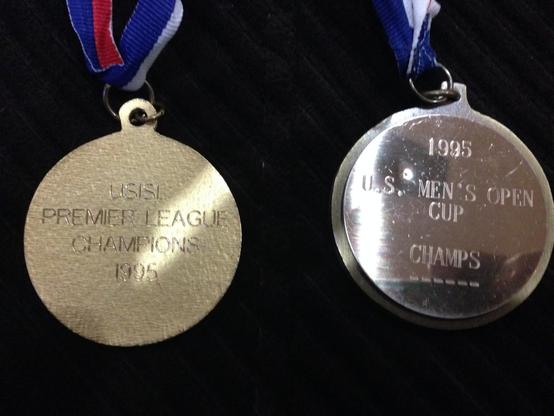 USISL
PREMIER LEAGUE
CHAMPIONS
1995
1995
U.S. MEN'S OPEN
CUP
CHAMPS
------